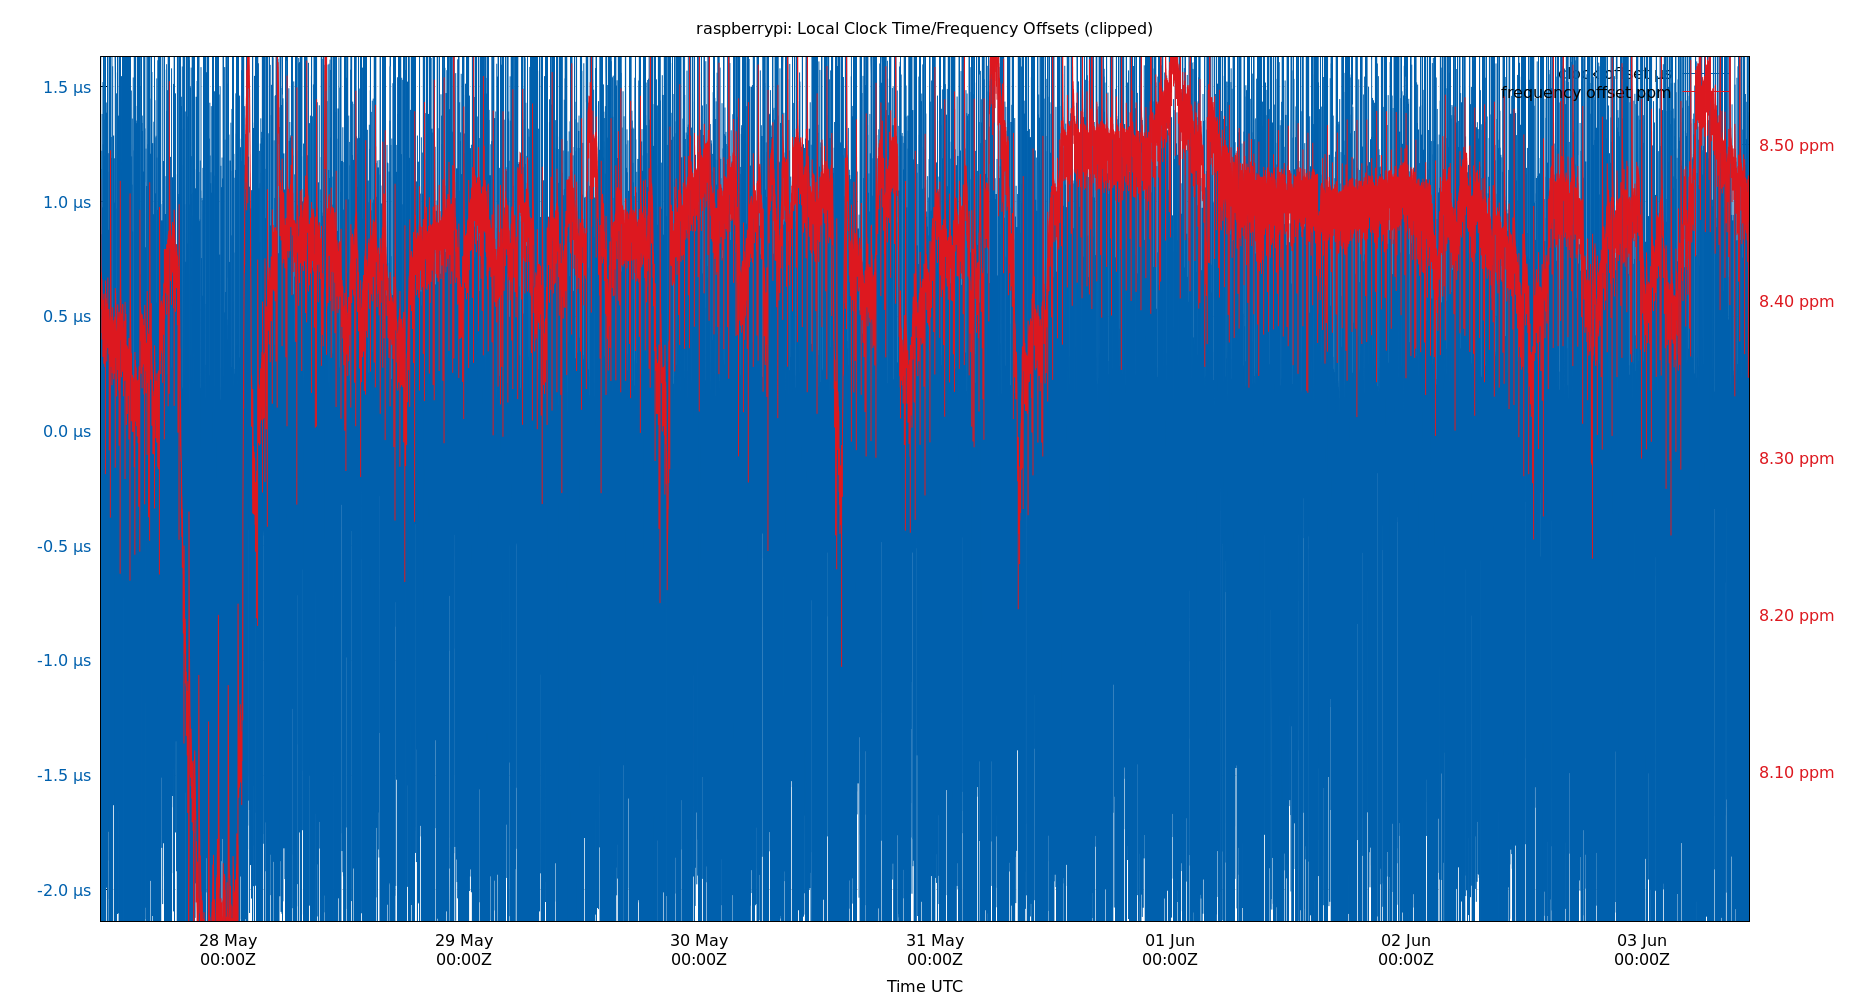 raspberrypi: Local Clock Time/Frequency Offsets (clipped)
clock offset µs
frequency offset ppm
1.5 µs
1.0 µs
0.5 µs
0.0 µs
-0.5 µs
-1.0 µs
-1.5 µs
-2.0 µs
8.50 ppm
8.40 ppm
8.30 ppm
8.20 ppm
8.10 ppm
28 May 29 May 30 May 31 May 01 Jun 02 Jun 03 Jun
00:00Z 00:00Z 00:00Z 00:00Z 00:00Z 00:00Z 00:00Z
Time UTC